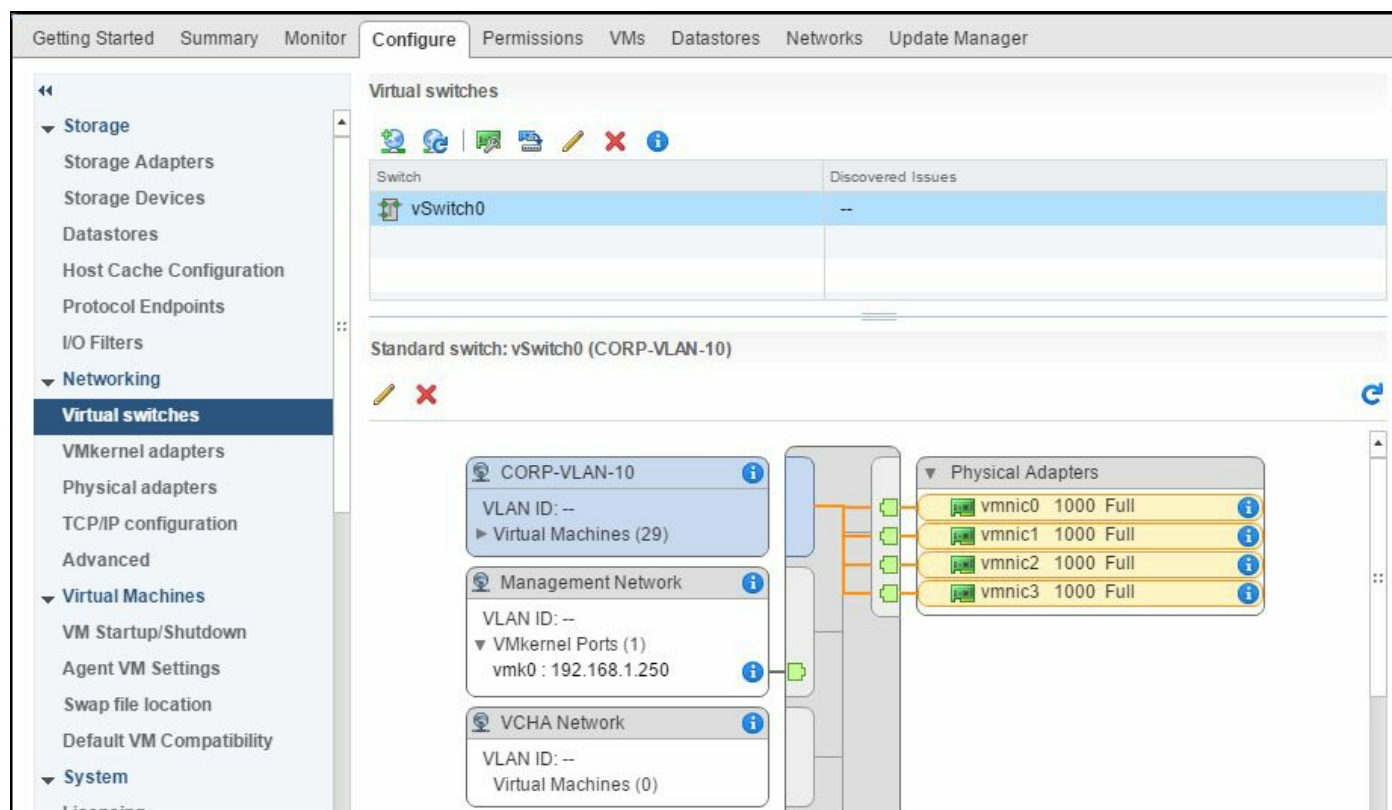 Getting Started Summary Monitor Configure Permissions VMs Datastores Networks Update Manager
Storage
Storage Adapters
Storage Devices
Datastores
Host Cache Configuration
Protocol Endpoints
I/O Filters
Networking
Virtual switches
VMkernel adapters
Physical adapters
TCP/IP configuration
Advanced
Virtual Machines
VM Startup/Shutdown
Agent VM Settings
Swap file location
Default VM Compatibility
System
Virtual switches
Switch Discovered Issues
vSwitch0 --
Standard switch: vSwitch0 (CORP-VLAN-10)
CORP-VLAN-10
VLAN ID: --
Virtual Machines (29)
Management Network
VLAN ID: --
VMkernel Ports (1)
vmk0 : 192.168.1.250
VCHA Network
VLAN ID: --
Virtual Machines (0)
Physical Adapters
vmnic0 1000 Full
vmnic1 1000 Full
vmnic2 1000 Full
vmnic3 1000 Full